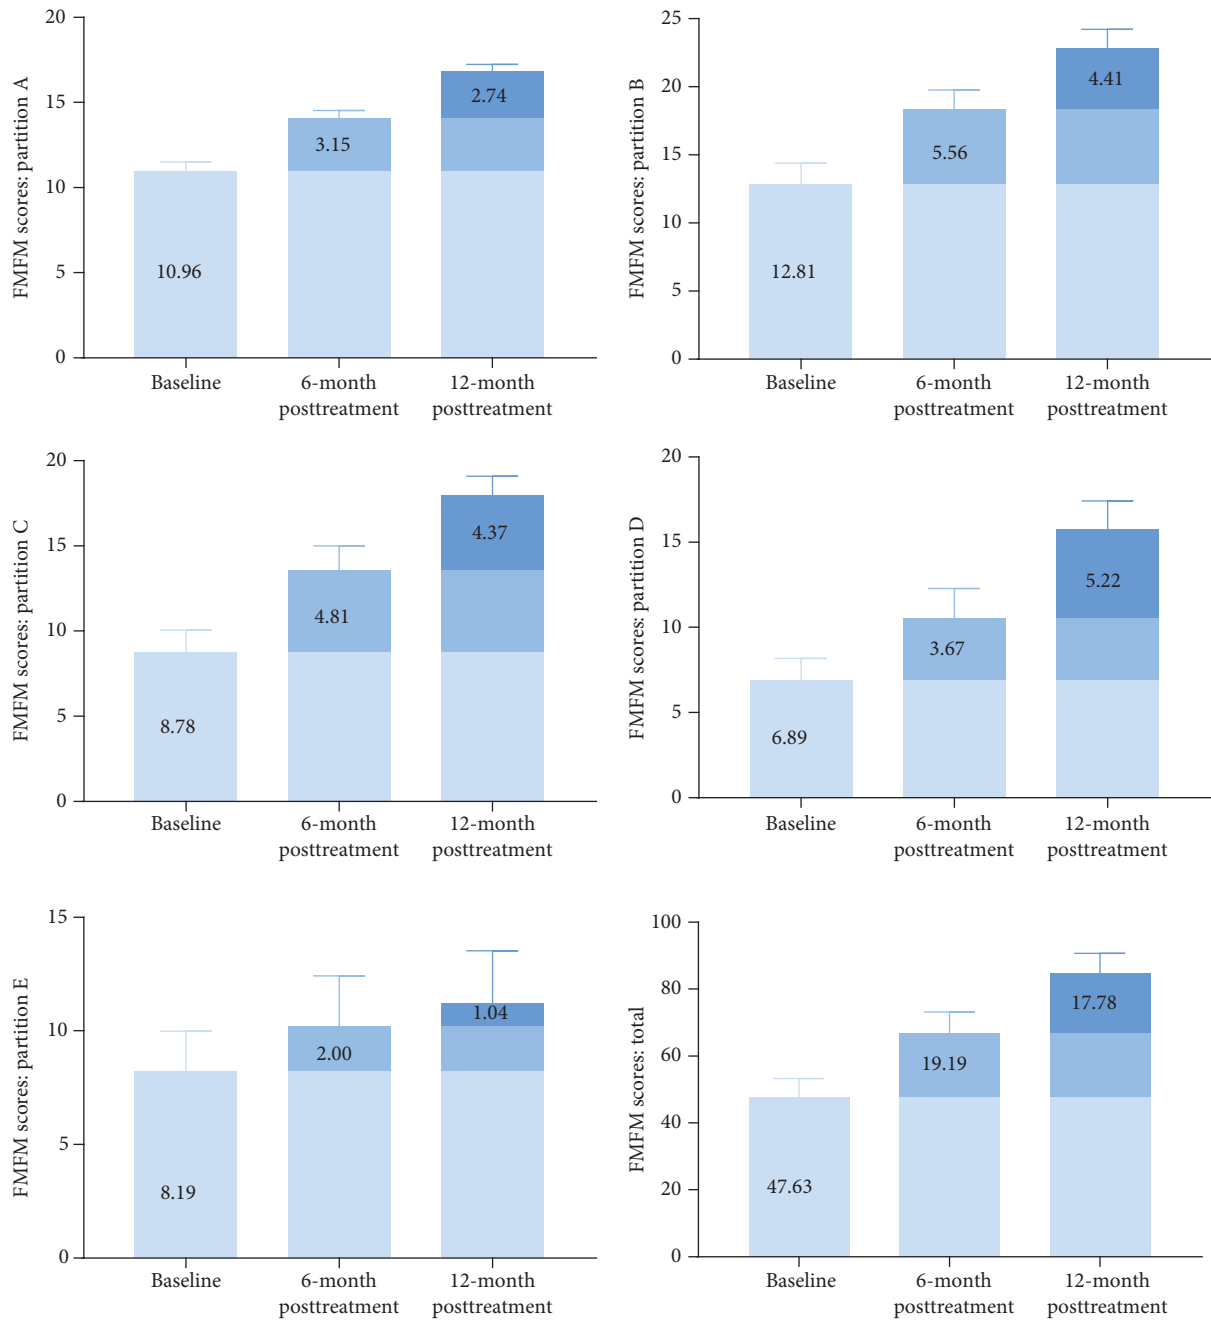 FMFM scores: partition A
20
15
10
5
0
10.96
3.15
2.74
Baseline
6-month
posttreatment
12-month
posttreatment
FMFM scores: partition B
25
20
15
10
5
0
12.81
5.56
4.41
Baseline
6-month
posttreatment
12-month
posttreatment
FMFM scores: partition C
20
15
10
5
0
8.78
4.81
4.37
Baseline
6-month
posttreatment
12-month
posttreatment
FMFM scores: partition D
20
15
10
5
0
6.89
3.67
5.22
Baseline
6-month
posttreatment
12-month
posttreatment
FMFM scores: partition E
15
10
5
0
8.19
2.00
1.04
Baseline
6-month
posttreatment
12-month
posttreatment
FMFM scores: total
100
80
60
40
20
0
47.63
19.19
17.78
Baseline
6-month
posttreatment
12-month
posttreatment